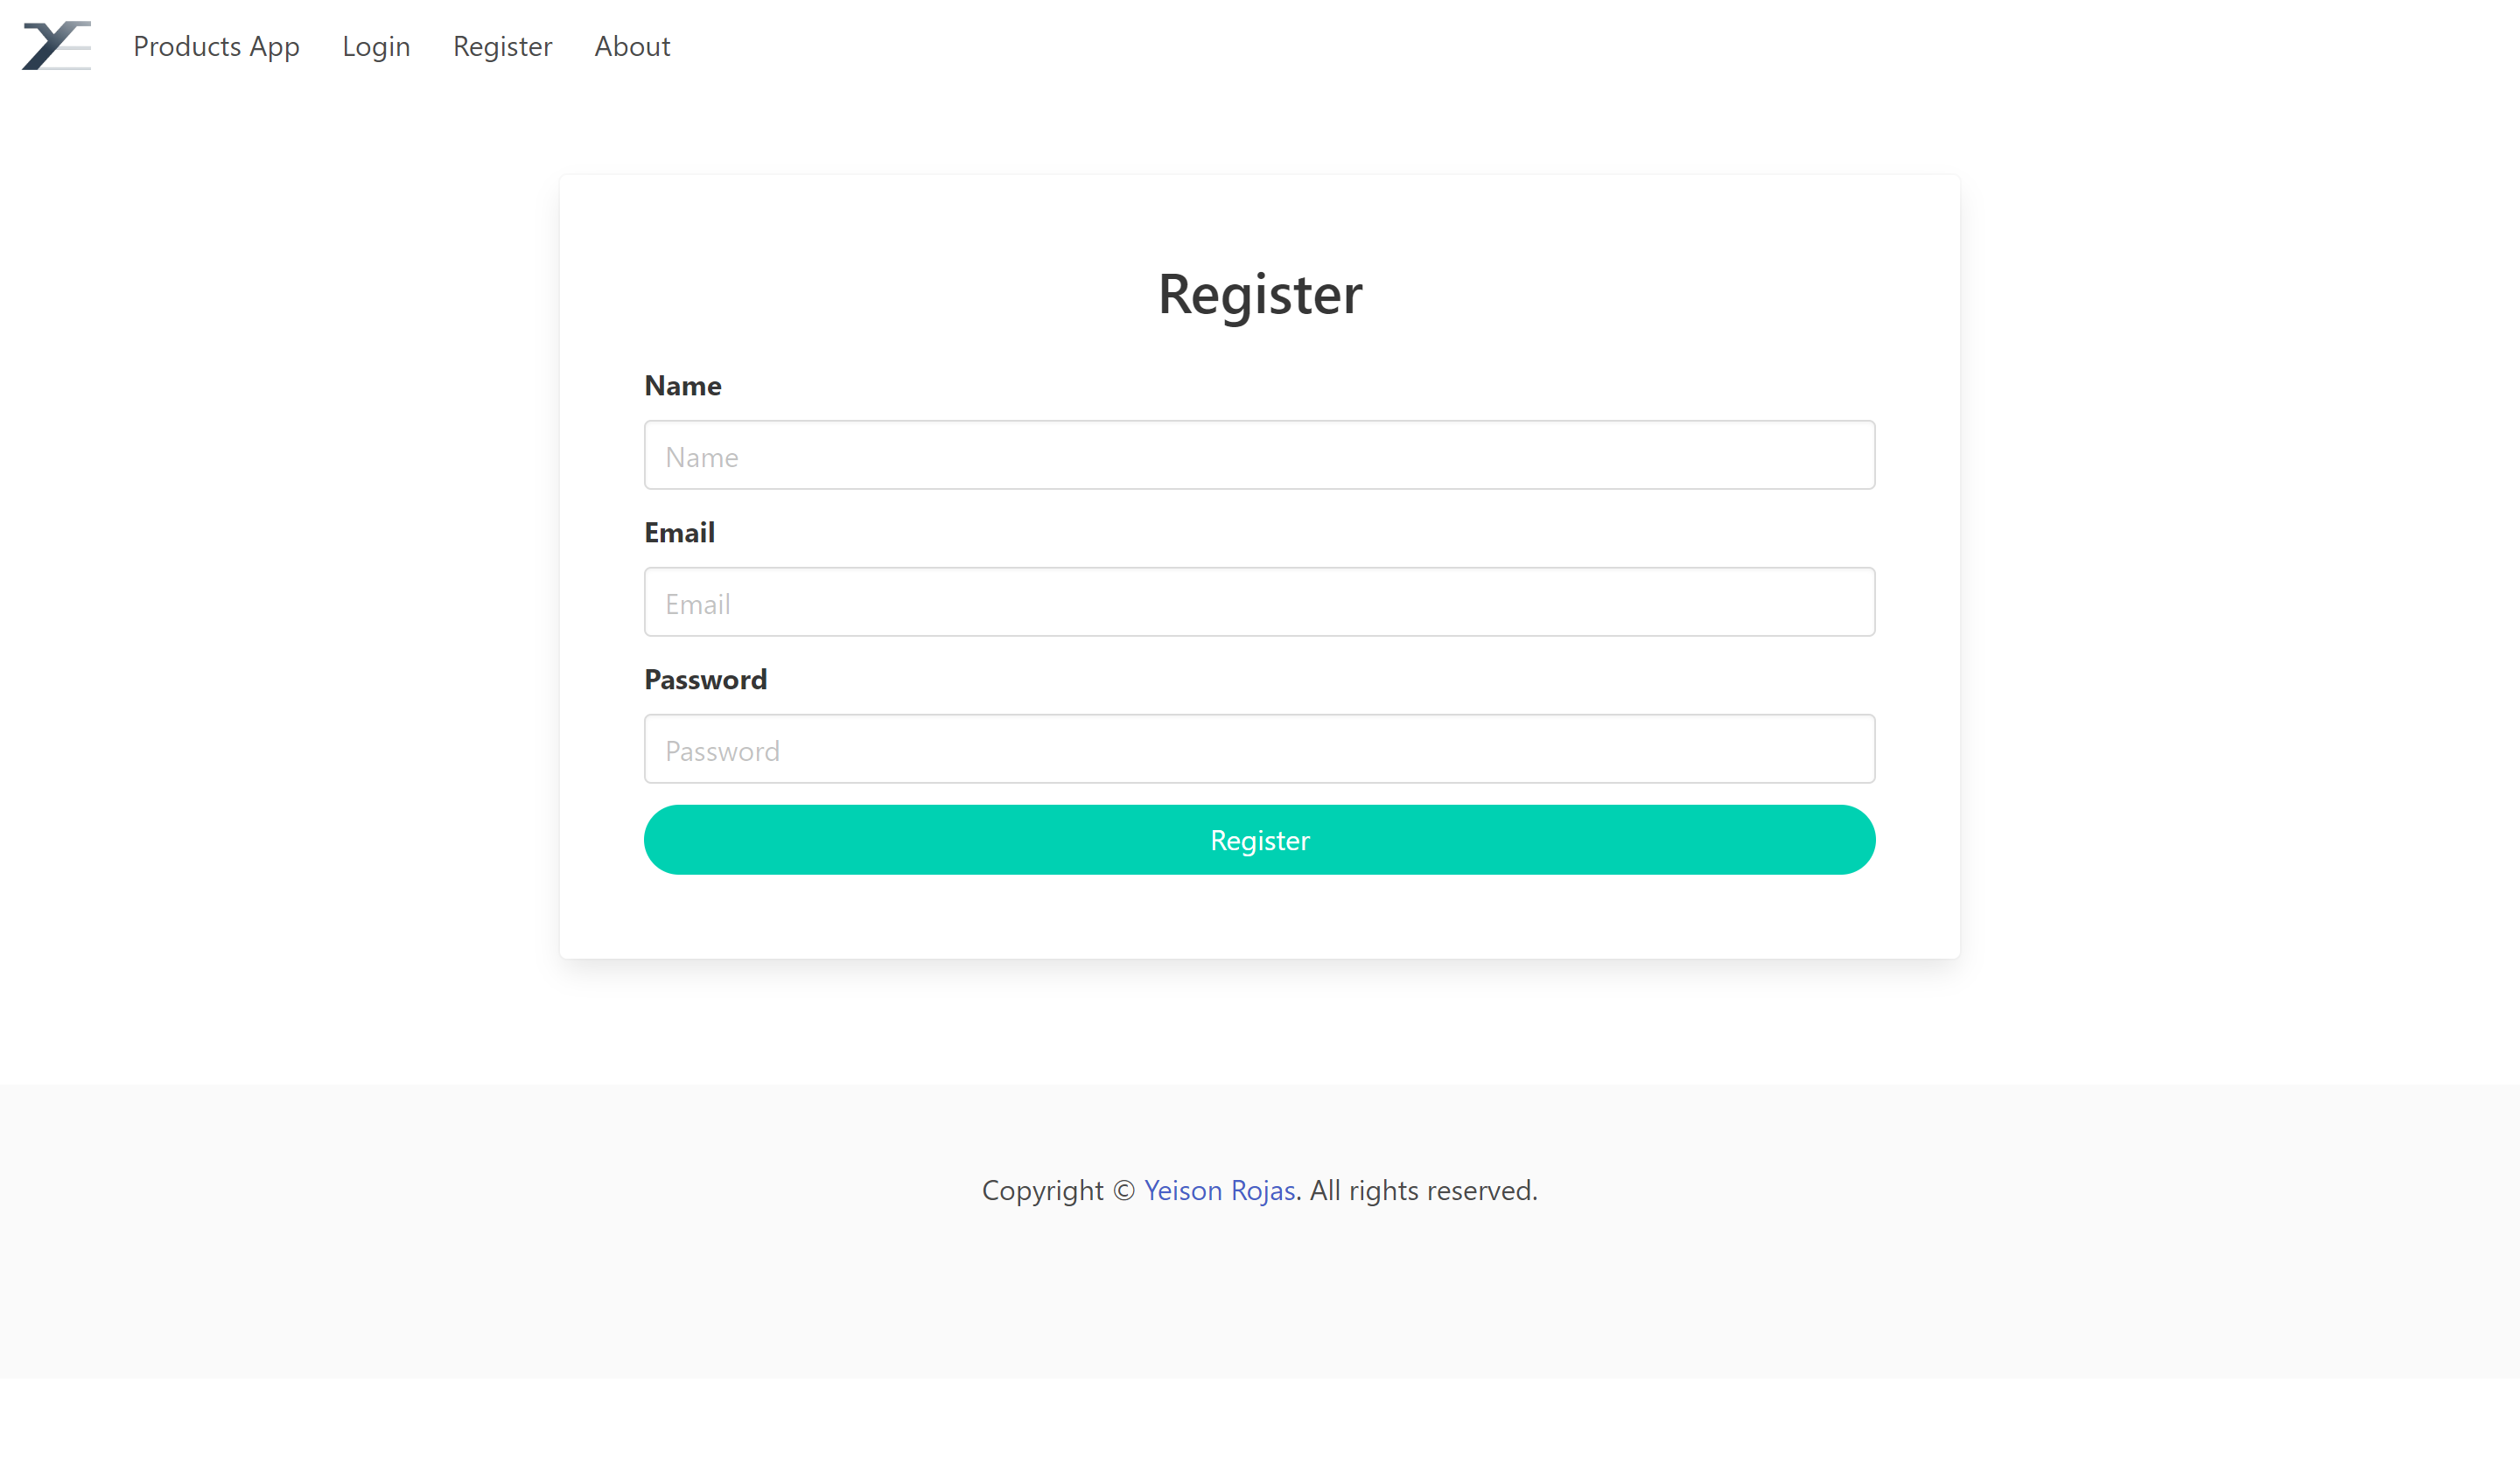 Products App Login Register About
Register
Name
Name
Email
Email
Password
Password
Register
Copyright © Yeison Rojas. All rights reserved.